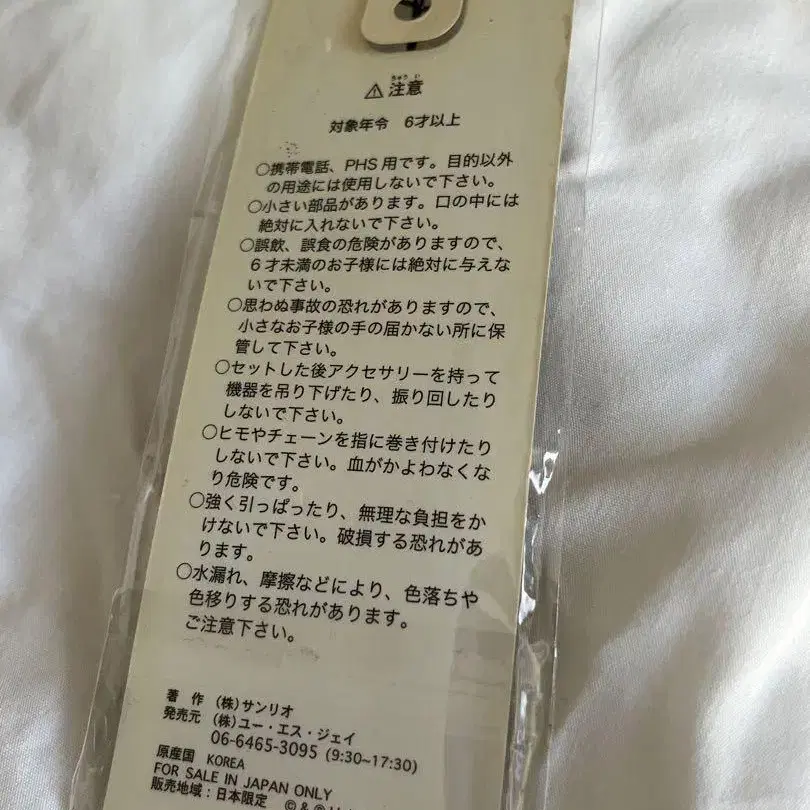 ちゅうい
⚠注意
対象年令 6才以上
○携帯電話、PHS用です。目的以外
の用途には使用しないで下さい。
○小さい部品があります。口の中には
絶対に入れないで下さい。
○誤飲、誤食の危険がありますので、
6才未満のお子様には絶対に与えな
いで下さい。
○思わぬ事故の恐れがありますので、
小さなお子様の手の届かない所に保
管して下さい。
○セットした後アクセサリーを持って
機器を吊り下げたり、振り回したり
しないで下さい。
○ヒモやチェーンを指に巻き付けたり
しないで下さい。血がかよわなくな
り危険です。
○強く引っぱったり、無理な負担をか
けないで下さい。破損する恐れがあ
ります。
○水漏れ、摩擦などにより、色落ちや
色移りする恐れがあります。
ご注意下さい。
著 作 (株)サンリオ
発売元 (株)ユー・エス・ジェイ
06-6465-3095 (9:30~17:30)
原産国 KOREA
FOR SALE IN JAPAN ONLY
販売地域:日本限定 © & ®